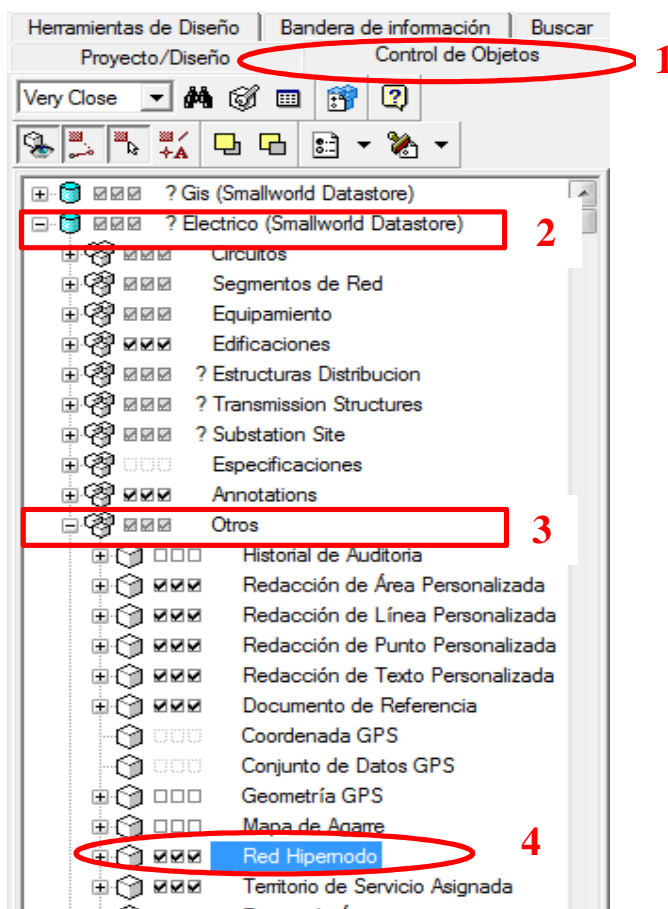 Herramientas de Diseño Bandera de información Buscar
Proyecto/Diseño Control de Objetos 1
Very Close
? Gis (Smallworld Datastore)
? Electrico (Smallworld Datastore) 2
Circuitos
Segmentos de Red
Equipamiento
Edificaciones
? Estructuras Distribucion
? Transmission Structures
? Substation Site
Especificaciones
Annotations
Otros 3
Historial de Auditoria
Redacción de Área Personalizada
Redacción de Línea Personalizada
Redacción de Punto Personalizada
Redacción de Texto Personalizada
Documento de Referencia
Coordenada GPS
Conjunto de Datos GPS
Geometría GPS
Mapa de Agarre
Red Hipernodo 4
Territorio de Servicio Asignada